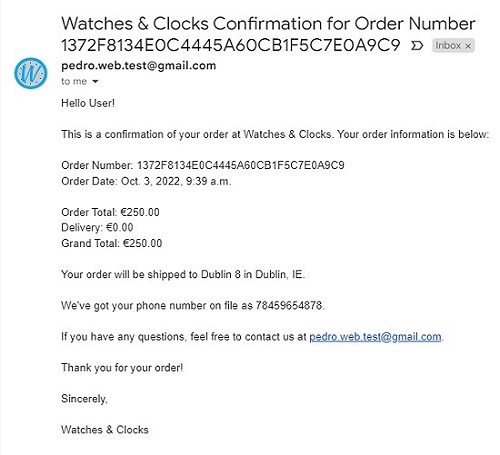 Watches & Clocks Confirmation for Order Number
1372F8134E0C4445A60CB1F5C7E0A9C9 Inbox ×
W
pedro.web.test@gmail.com
to me
Hello User!
This is a confirmation of your order at Watches & Clocks. Your order information is below:
Order Number: 1372F8134E0C4445A60CB1F5C7E0A9C9
Order Date: Oct. 3, 2022, 9:39 a.m.
Order Total: €250.00
Delivery: €0.00
Grand Total: €250.00
Your order will be shipped to Dublin 8 in Dublin, IE.
We've got your phone number on file as 78459654878.
If you have any questions, feel free to contact us at pedro.web.test@gmail.com.
Thank you for your order!
Sincerely,
Watches & Clocks